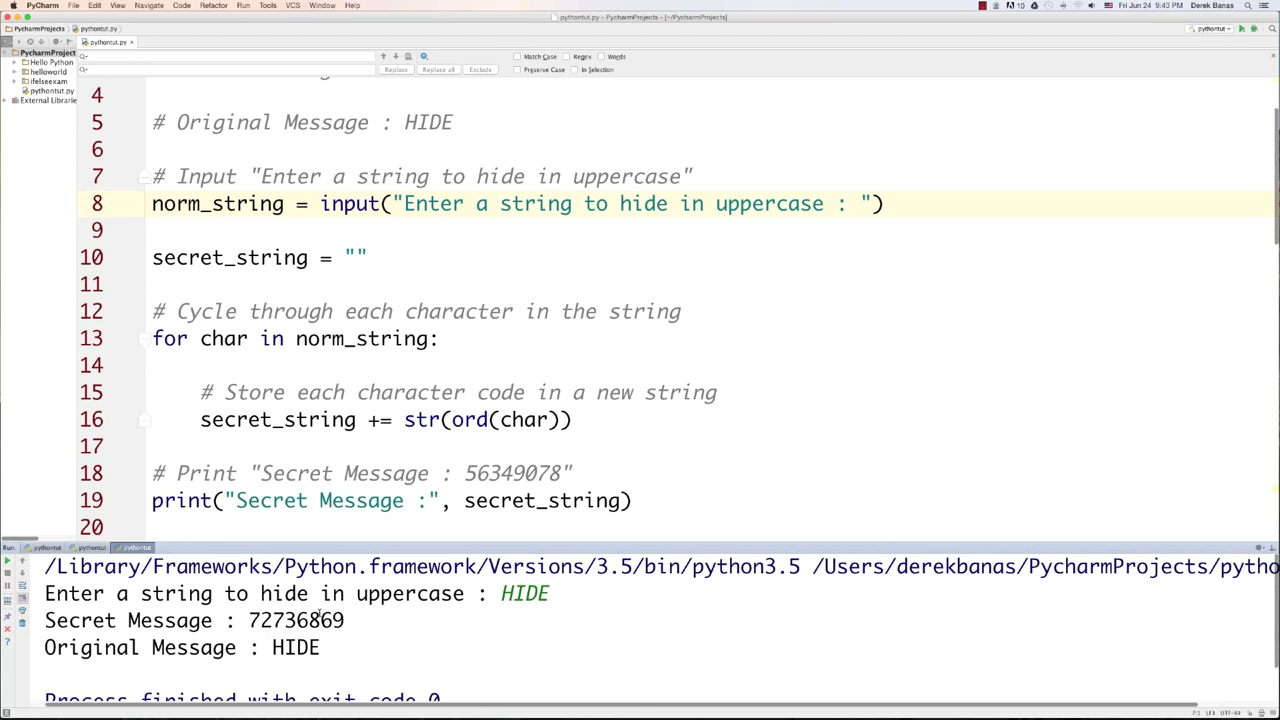 PyCharm File Edit View Navigate Code Refactor Run Tools VCS Window Help
10 Fri Jun 24 9:43 PM Derek Banas
pythontut.py - PycharmProjects - [~/PycharmProjects]
PycharmProjects pythontut.py
pythontut
pythontut.py
PycharmProject
Hello Python
helloworld
ifelseexam
pythontut.py
External Librarie
Match Case Regex Words
Replace Replace all Exclude Preserve Case In Selection
4
5 # Original Message : HIDE
6
7 # Input "Enter a string to hide in uppercase"
8 norm_string = input("Enter a string to hide in uppercase : ")
9
10 secret_string = ""
11
12 # Cycle through each character in the string
13 for char in norm_string:
14
15 # Store each character code in a new string
16 secret_string += str(ord(char))
17
18 # Print "Secret Message : 56349078"
19 print("Secret Message :", secret_string)
20
Run: pythontut pythontut pythontut
/Library/Frameworks/Python.framework/Versions/3.5/bin/python3.5 /Users/derekbanas/PycharmProjects/pytho
Enter a string to hide in uppercase : HIDE
Secret Message : 72736869
Original Message : HIDE
Process finished with exit code 0
7:1 LF÷ UTF-8÷